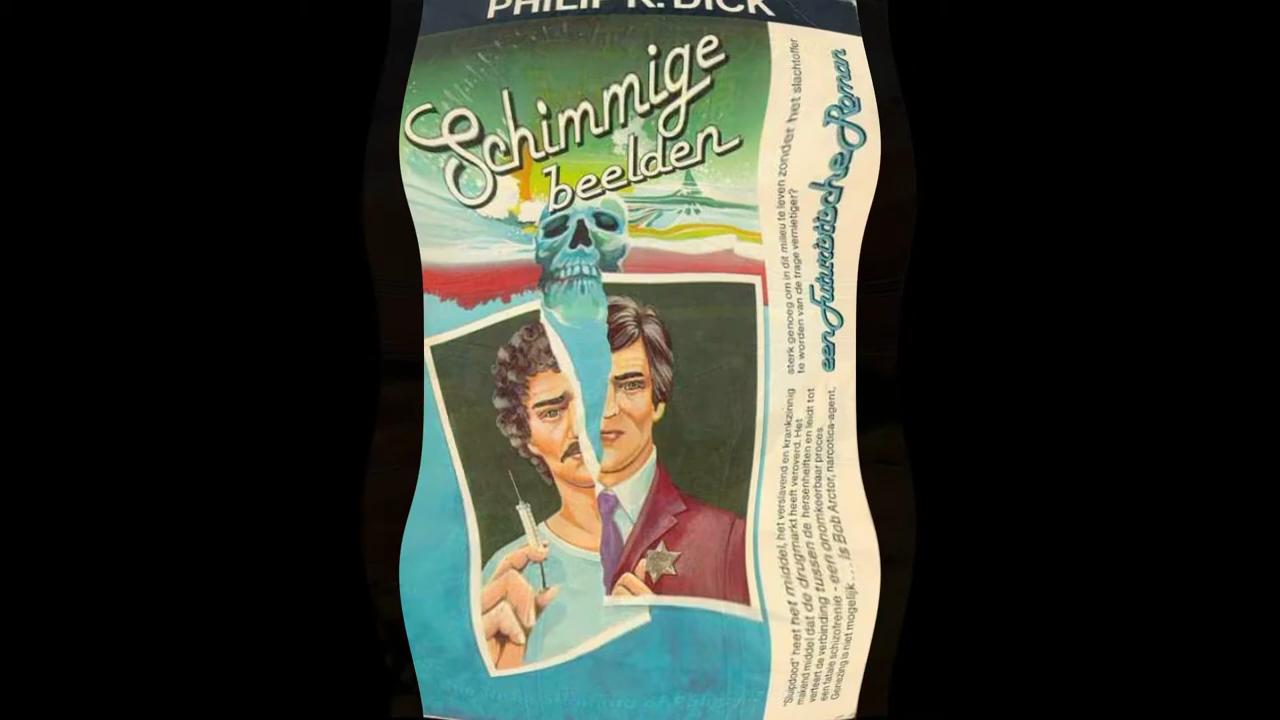 PHILIP K. DICK
Schimmige
beelden
"Sluipdood" heet het middel, het verslavend en krankzinnig
makend middel dat de drugmarkt heeft veroverd. Het
verteert de verbinding tussen de hersenhelften en leidt tot
een fatale schizofrenie - een onomkeerbaar proces.
Genezing is niet mogelijk . . . Is Bob Arctor, narcotica-agent,
sterk genoeg om in dit milieu te leven zonder het slachtoffer
te worden van de trage vernietiger?
een Futuristische Roman